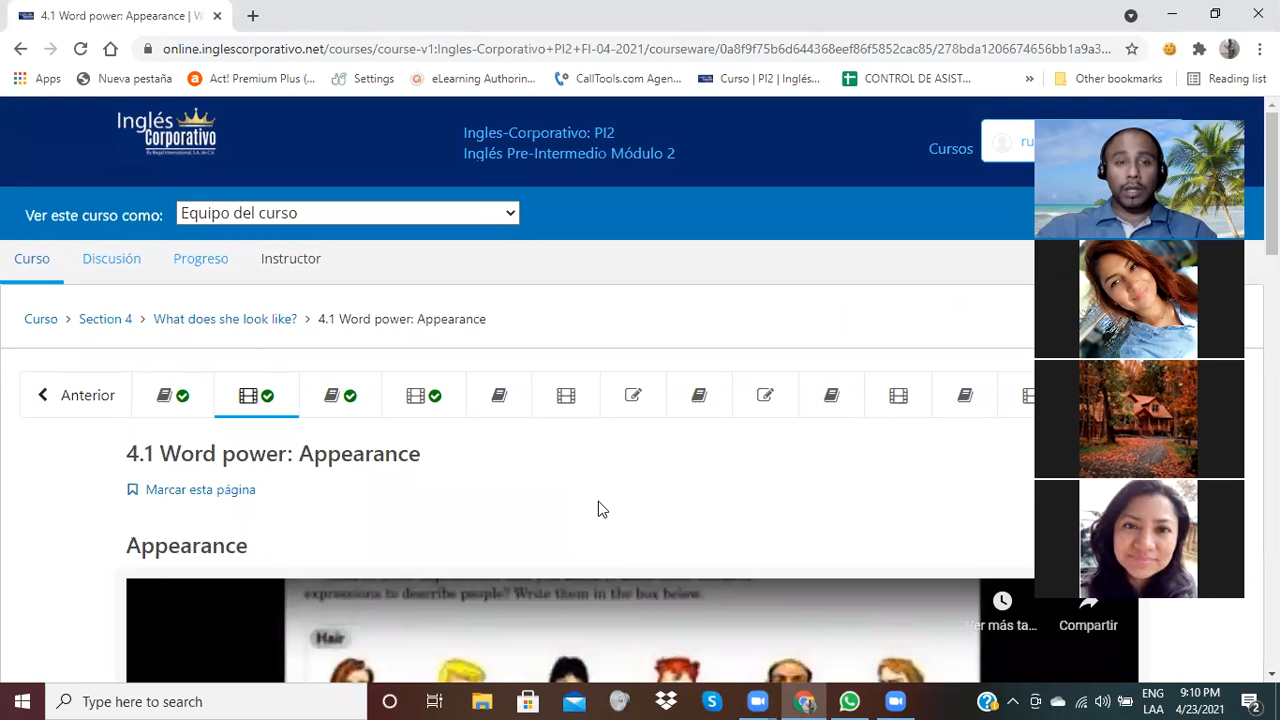 4.1 Word power: Appearance | W
online.inglescorporativo.net/courses/course-v1:Ingles-Corporativo+PI2+FI-04-2021/courseware/0a8f9f75b6d644368eef86f5852cac85/278bda1206674656bb1a9a3...
Apps
Nueva pestaña
Act! Premium Plus (...
Settings
eLearning Authorin...
CallTools.com Agen...
Curso | PI2 | Inglés...
CONTROL DE ASIST...
»
Other bookmarks
Reading list
Inglés
Corporativo
Ingles-Corporativo: PI2
Inglés Pre-Intermedio Módulo 2
Cursos
ru
Ver este curso como:
Equipo del curso
Curso
Discusión
Progreso
Instructor
Curso > Section 4 > What does she look like? > 4.1 Word power: Appearance
Anterior
4.1 Word power: Appearance
Marcar esta página
Appearance
expressions to describe people? Write them in the box below.
Hair
Ver más ta...
Compartir
Type here to search
ENG
LAA
9:10 PM
4/23/2021
2